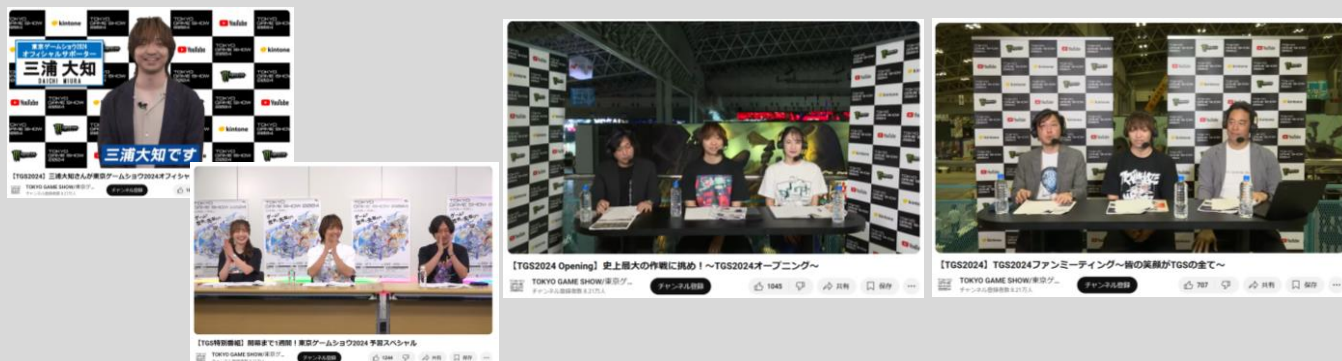 東京ゲームショウ2024
オフィシャルサポーター
三浦 大知
DAICHI MIURA
三浦大知です
【TGS2024】三浦大知さんが東京ゲームショウ2024オフィシャ
TOKYO GAME SHOW/東京ゲ...
チャンネル登録
【TGS特別番組】開幕まで1週間!東京ゲームショウ2024 予習スペシャル
TOKYO GAME SHOW/東京ゲ...
チャンネル登録
共有
保存
【TGS2024 Opening】史上最大の作戦に挑め!~TGS2024オープニング~
TOKYO GAME SHOW/東京ゲ...
チャンネル登録者数 8.21万人
チャンネル登録
1045
共有
保存
【TGS2024】TGS2024ファンミーティング~皆の笑顔がTGSの全て~
TOKYO GAME SHOW/東京ゲ...
チャンネル登録者数 8.21万人
チャンネル登録
707
共有
保存
YouTube
kintone
TOKYO GAME SHOW 2024